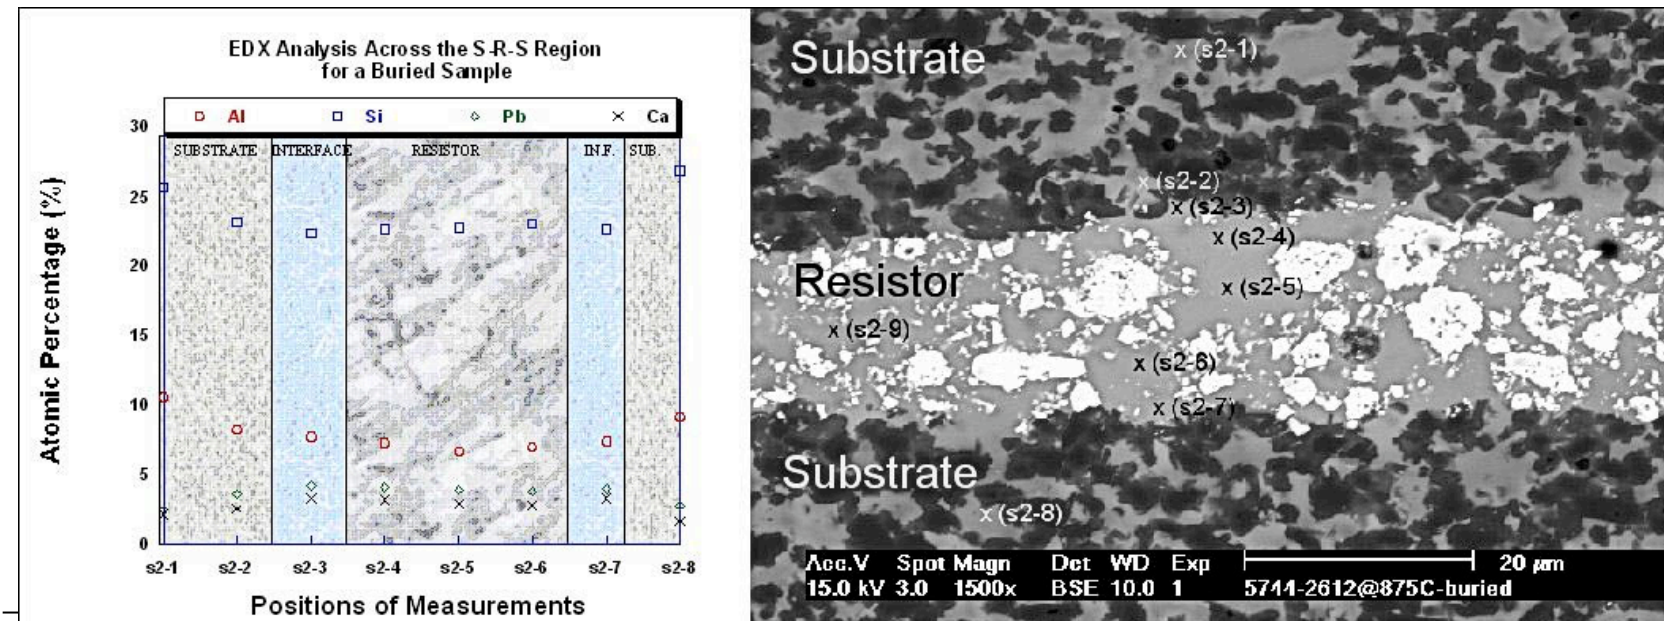 EDX Analysis Across the S-R-S Region
for a Buried Sample
Al Si Pb Ca
SUBSTRATE INTERFACE RESISTOR IN.F. SUB.
30
25
20
15
10
5
0
Atomic Percentage (%)
s2-1 s2-2 s2-3 s2-4 s2-5 s2-6 s2-7 s2-8
Positions of Measurements
Substrate
x (s2-1)
x (s2-2)
x (s2-3)
x (s2-4)
Resistor
x (s2-5)
x (s2-9)
x (s2-6)
x (s2-7)
Substrate
x (s2-8)
Acc.V Spot Magn Det WD Exp 20 µm
15.0 kV 3.0 1500x BSE 10.0 1 5744-2612@875C-buried